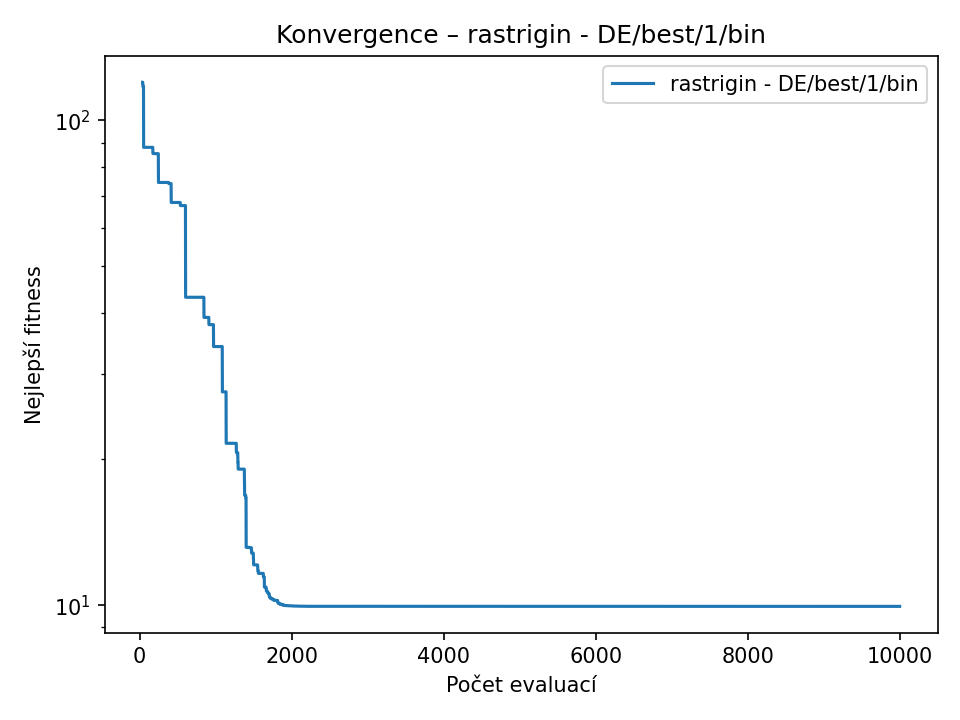 Konvergence – rastrigin - DE/best/1/bin
rastrigin - DE/best/1/bin
Nejlepší fitness
10²
10¹
0 2000 4000 6000 8000 10000
Počet evaluací